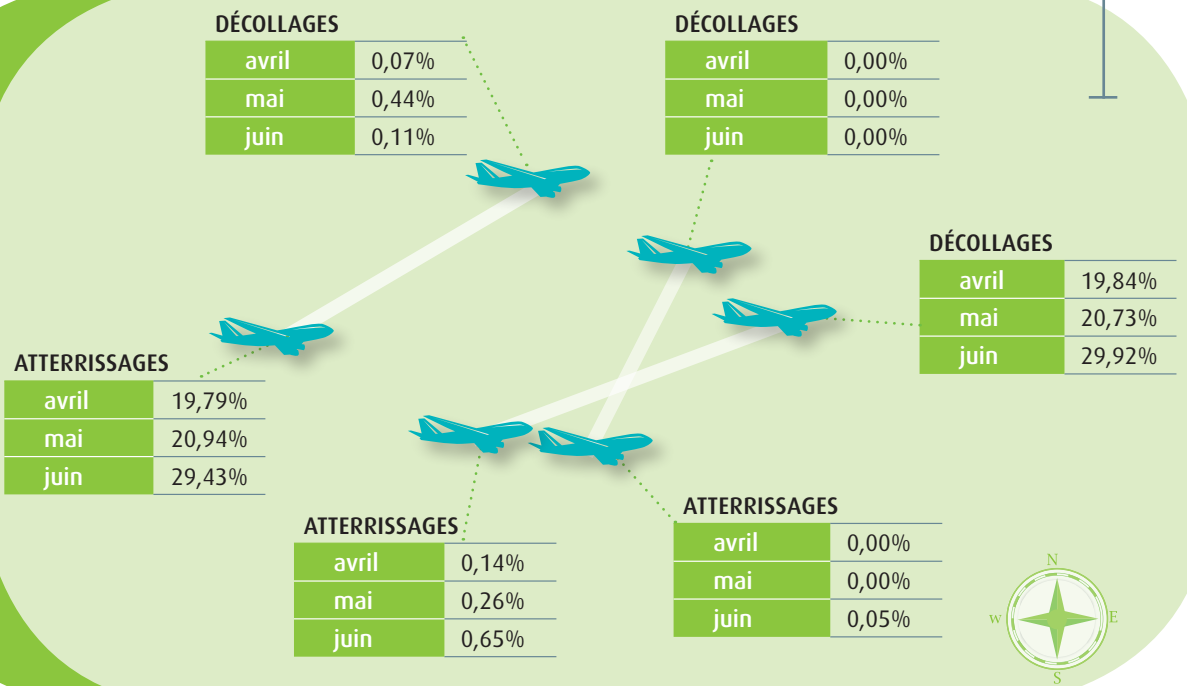 DÉCOLLAGES
avril 0,07%
mai 0,44%
juin 0,11%
DÉCOLLAGES
avril 0,00%
mai 0,00%
juin 0,00%
DÉCOLLAGES
avril 19,84%
mai 20,73%
juin 29,92%
ATTERRISSAGES
avril 19,79%
mai 20,94%
juin 29,43%
ATTERRISSAGES
avril 0,14%
mai 0,26%
juin 0,65%
ATTERRISSAGES
avril 0,00%
mai 0,00%
juin 0,05%
N
W E
S